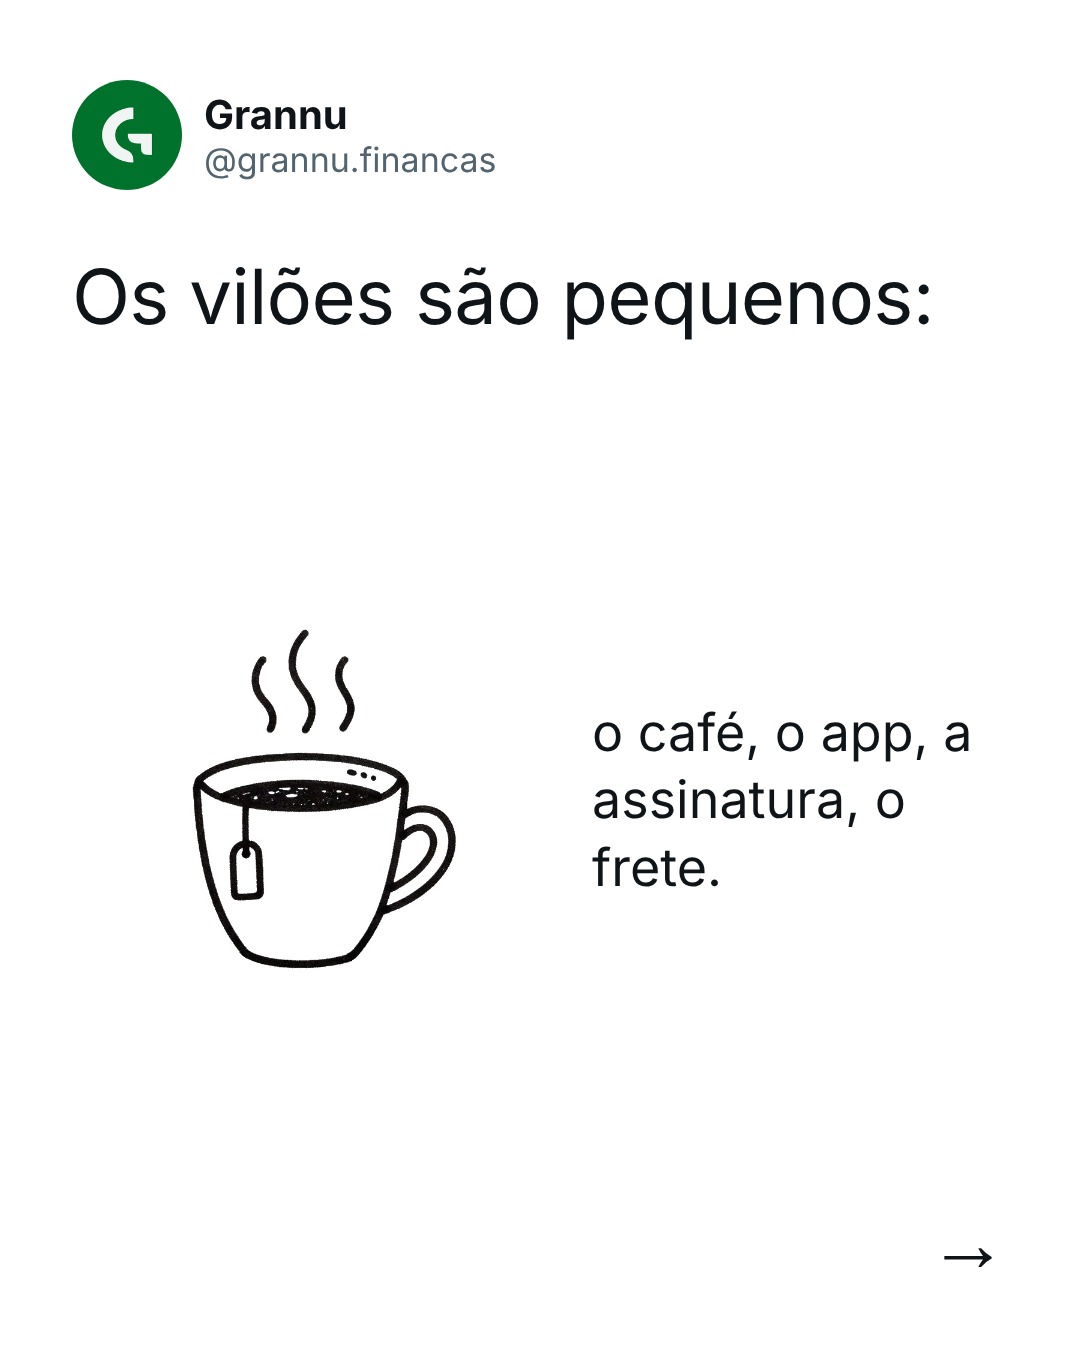 Grannu
@grannu.financas
Os vilões são pequenos:
o café, o app, a
assinatura, o
frete.
→